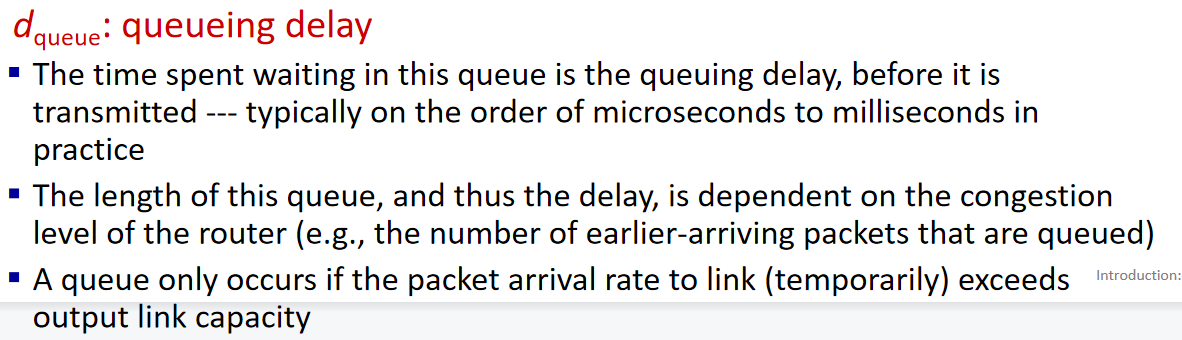 d queue: queueing delay
▪ The time spent waiting in this queue is the queuing delay, before it is
transmitted --- typically on the order of microseconds to milliseconds in
practice
▪ The length of this queue, and thus the delay, is dependent on the congestion
level of the router (e.g., the number of earlier-arriving packets that are queued)
▪ A queue only occurs if the packet arrival rate to link (temporarily) exceeds
Introduction:
output link capacity